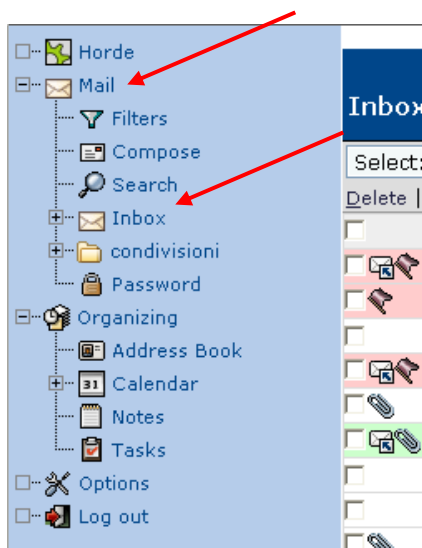 Horde
Mail
Filters
Compose
Search
Inbox
condivisioni
Password
Organizing
Address Book
31 Calendar
Notes
Tasks
Options
Log out
Inbox
Select:
Delete |